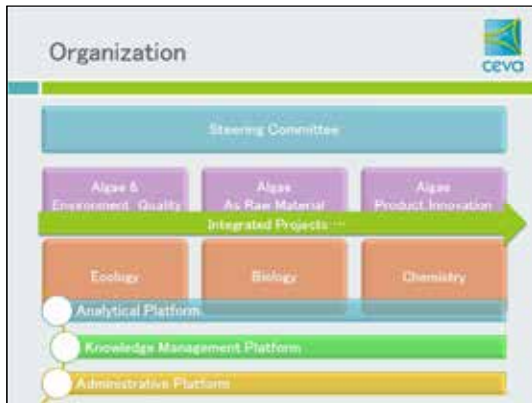 Organization
ceva
Steering Committee
Algae &
Environment Quality
Algae
As Raw Material
Algae
Product Innovation
Integrated Projects ...
Ecology
Biology
Chemistry
Analytical Platform
Knowledge Management Platform
Administrative Platform